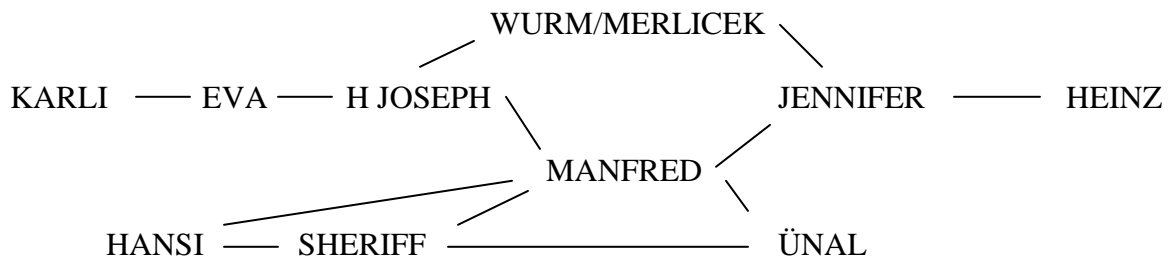 WURM/MERLICEK
KARLI EVA H JOSEPH JENNIFER HEINZ
MANFRED
HANSI SHERIFF ÜNAL